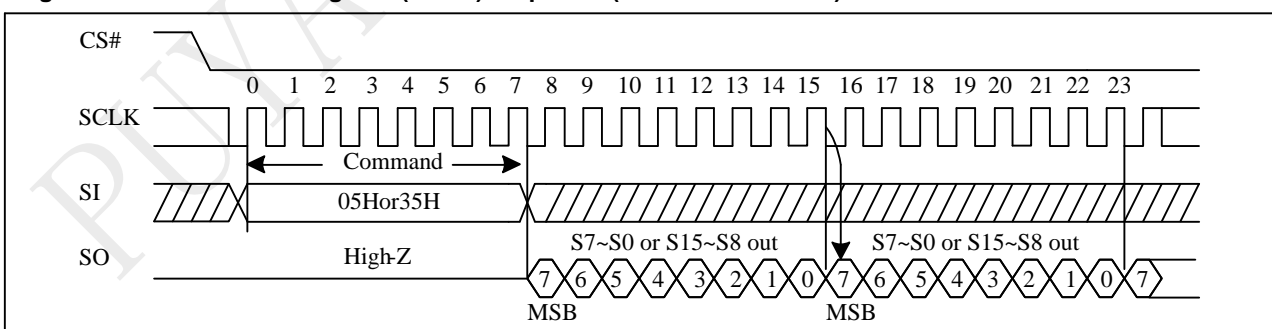 CS#
0 1 2 3 4 5 6 7 8 9 10 11 12 13 14 15 16 17 18 19 20 21 22 23
SCLK
Command
SI
05Hor35H
S7~S0 or S15~S8 out S7~S0 or S15~S8 out
SO
High-Z
7 6 5 4 3 2 1 0 7 6 5 4 3 2 1 0 7
MSB MSB
PUYA